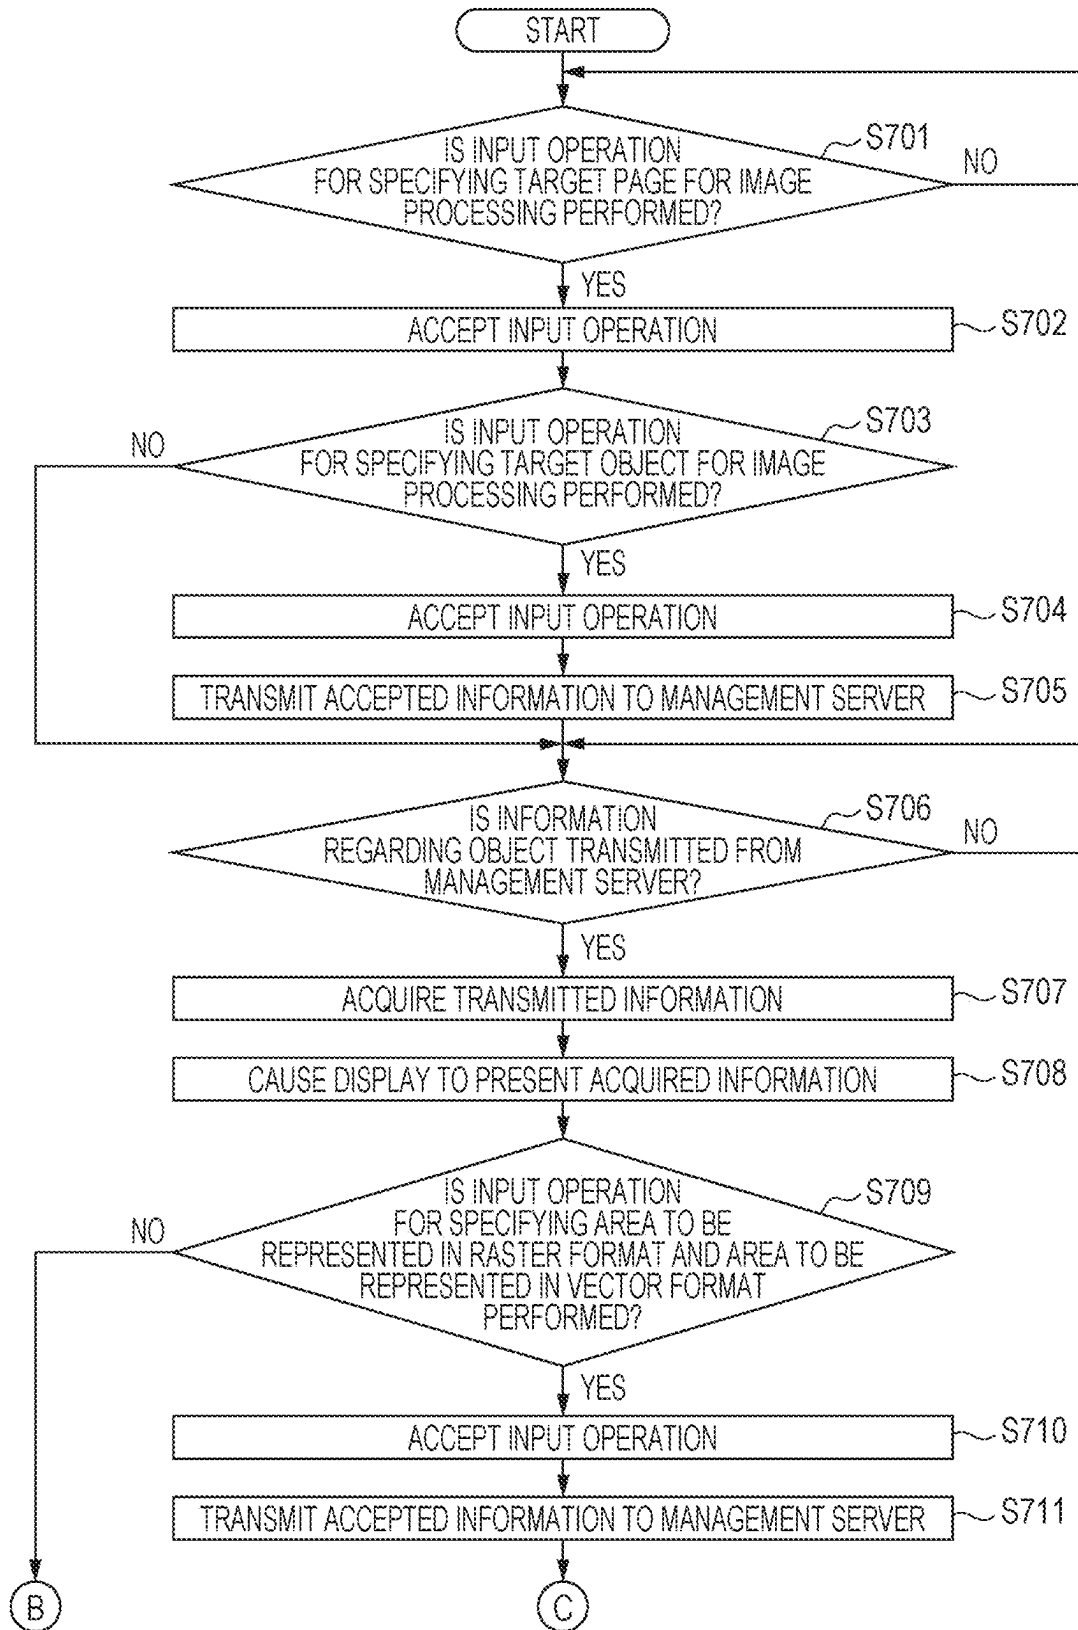 START
S701
IS INPUT OPERATION
FOR SPECIFYING TARGET PAGE FOR IMAGE
PROCESSING PERFORMED?
NO
YES
ACCEPT INPUT OPERATION
S702
S703
NO
IS INPUT OPERATION
FOR SPECIFYING TARGET OBJECT FOR IMAGE
PROCESSING PERFORMED?
YES
ACCEPT INPUT OPERATION
S704
TRANSMIT ACCEPTED INFORMATION TO MANAGEMENT SERVER
S705
S706
IS INFORMATION
REGARDING OBJECT TRANSMITTED FROM
MANAGEMENT SERVER?
NO
YES
ACQUIRE TRANSMITTED INFORMATION
S707
CAUSE DISPLAY TO PRESENT ACQUIRED INFORMATION
S708
S709
NO
IS INPUT OPERATION
FOR SPECIFYING AREA TO BE
REPRESENTED IN RASTER FORMAT AND AREA TO BE
REPRESENTED IN VECTOR FORMAT
PERFORMED?
YES
ACCEPT INPUT OPERATION
S710
TRANSMIT ACCEPTED INFORMATION TO MANAGEMENT SERVER
S711
B
C